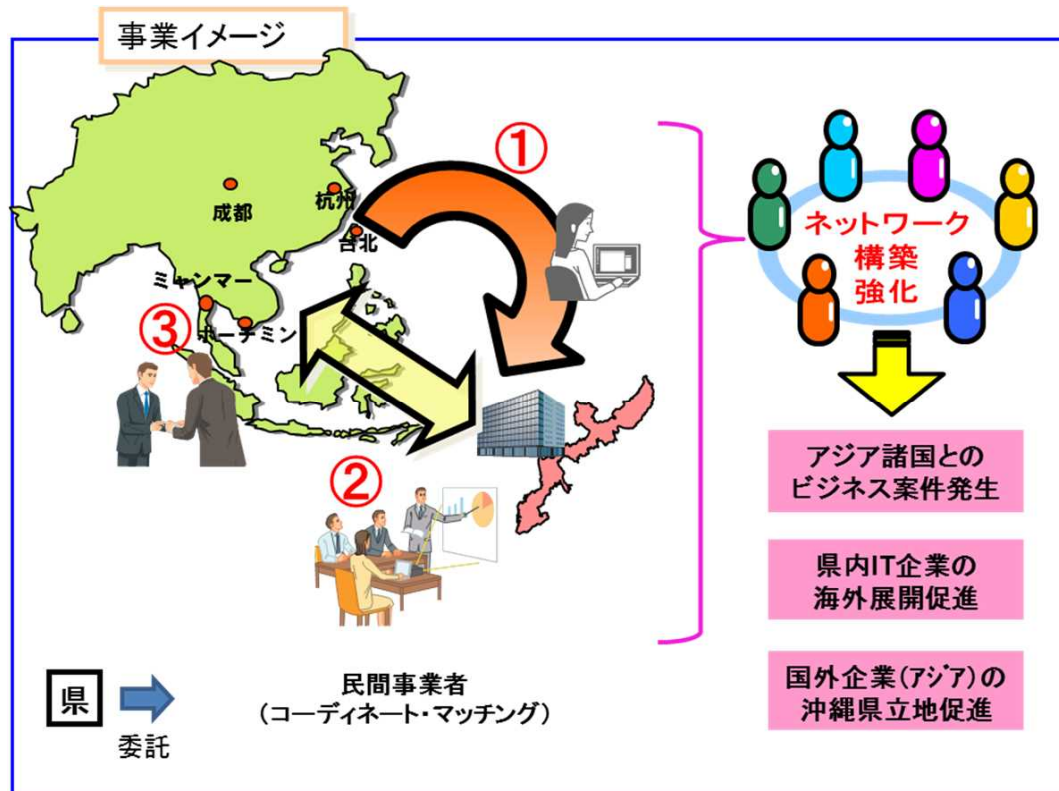 事業イメージ
①
成都
杭州
台北
ミャンマー
③
ホーチミン
②
ネットワーク
構築
強化
アジア諸国との
ビジネス案件発生
県内IT企業の
海外展開促進
国外企業(アジア)の
沖縄県立地促進
県
委託
民間事業者
(コーディネート・マッチング)